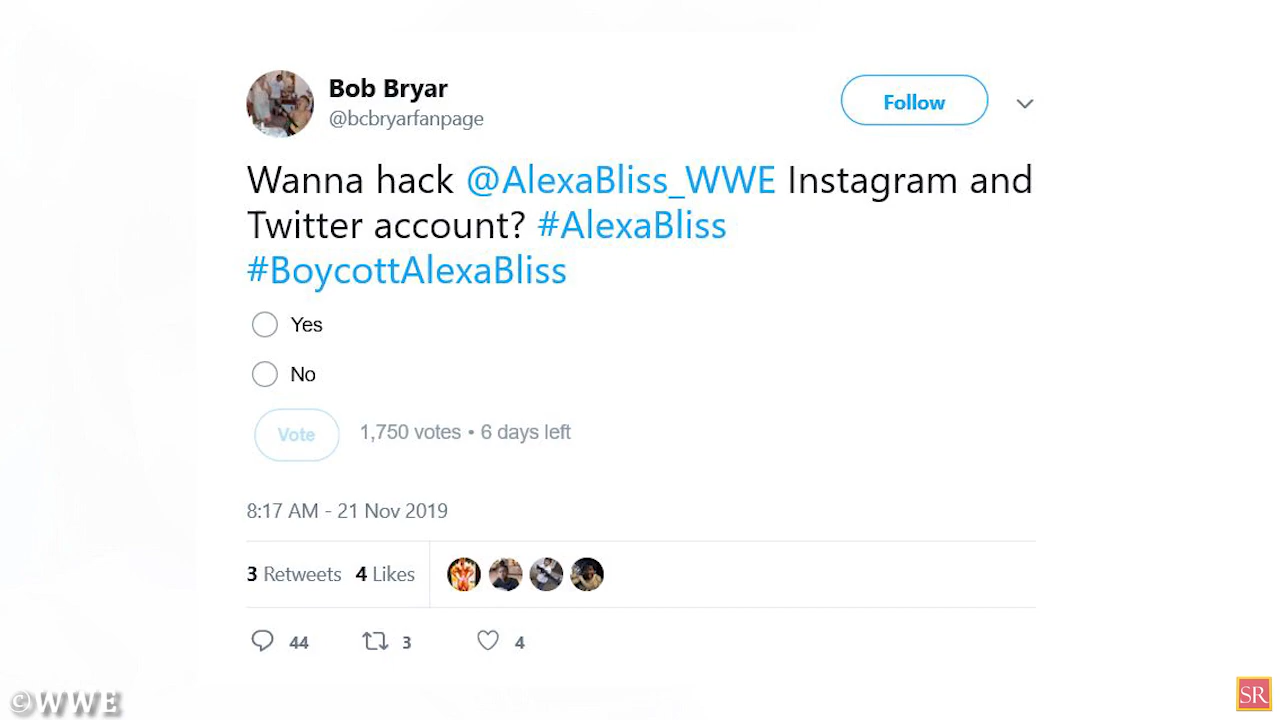 Bob Bryar
@bcbryarfanpage
Follow
Wanna hack @AlexaBliss_WWE Instagram and
Twitter account? #AlexaBliss
#BoycottAlexaBliss
Yes
No
Vote 1,750 votes • 6 days left
8:17 AM - 21 Nov 2019
3 Retweets 4 Likes
44 3 4
©WWE
SR